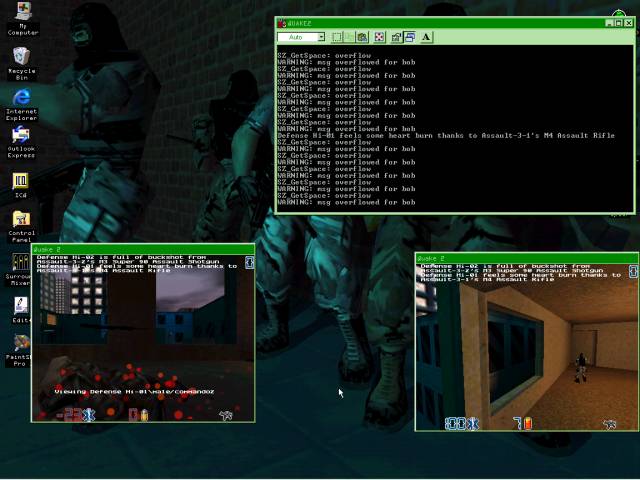 My
Computer
Recycle
Bin
Internet
Explorer
Outlook
Express
ICQ
Control
Panel
Surrour
Mixer
Edit
PaintSh
Pro
QUAKE2
Auto
A
SZ_GetSpace: overflow
WARNING: msg overflowed for bob
SZ_GetSpace: overflow
WARNING: msg overflowed for bob
SZ_GetSpace: overflow
WARNING: msg overflowed for bob
SZ_GetSpace: overflow
WARNING: msg overflowed for bob
SZ_GetSpace: overflow
WARNING: msg overflowed for bob
SZ_GetSpace: overflow
WARNING: msg overflowed for bob
Defense Hi-01 feels some heart burn thanks to Assault-3-1's M4 Assault Rifle
SZ_GetSpace: overflow
WARNING: msg overflowed for bob
SZ_GetSpace: overflow
WARNING: msg overflowed for bob
SZ_GetSpace: overflow
WARNING: msg overflowed for bob
SZ_GetSpace: overflow
WARNING: msg overflowed for bob
SZ_GetSpace: overflow
WARNING: msg overflowed for bob
Quake 2
Defense Hi-02 is full of buckshot from
Assault-3-2's M3 Super 90 Assault Shotgun
Defense Hi-01 feels some heart burn thanks to
Assault-3-1's M4 Assault Rifle
0
Viewing Defense Hi-01\male/commandoz
-23
0
Quake 2
Defense Hi-02 is full of buckshot from
Assault-3-2's M3 Super 90 Assault Shotgun
Defense Hi-01 feels some heart burn thanks to
Assault-3-1's M4 Assault Rifle
0
100
7